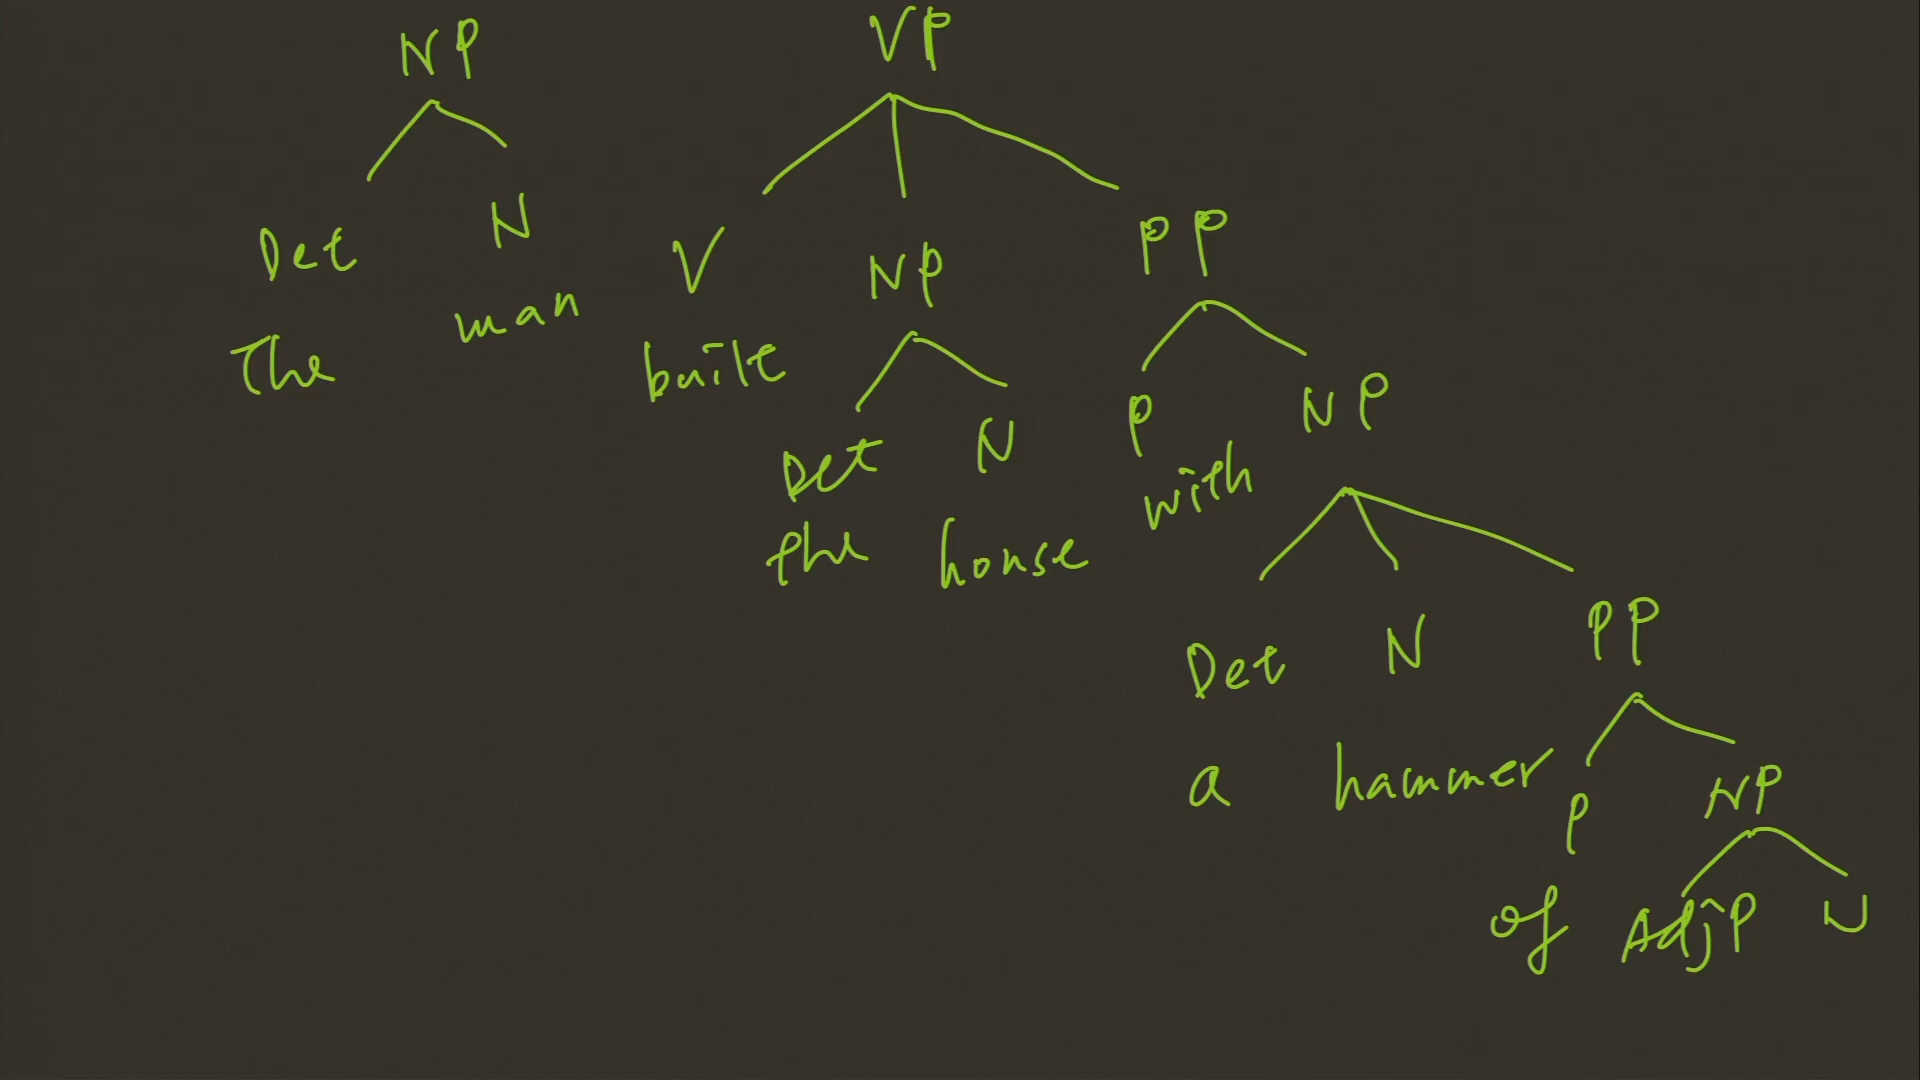 NP VP
Det N V NP PP
The man built Det N P NP
the house with
Det N PP
a hammer P NP
of AdjP N